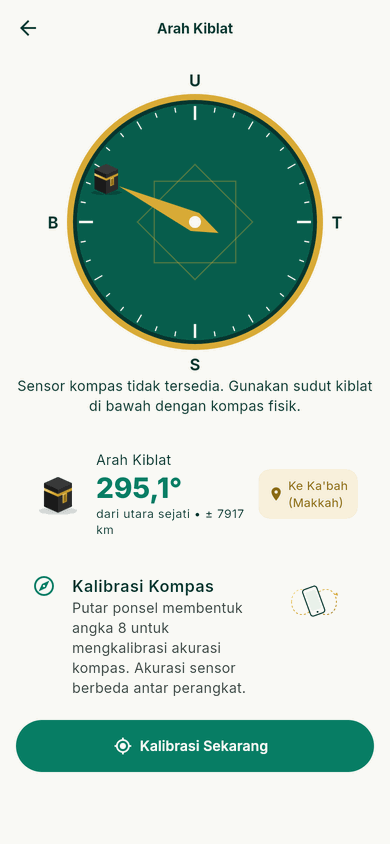 Arah Kiblat
U
B
T
S
Sensor kompas tidak tersedia. Gunakan sudut kiblat
di bawah dengan kompas fisik.
Arah Kiblat
295,1°
dari utara sejati • ± 7917
km
Ke Ka'bah
(Makkah)
Kalibrasi Kompas
Putar ponsel membentuk
angka 8 untuk
mengkalibrasi akurasi
kompas. Akurasi sensor
berbeda antar perangkat.
Kalibrasi Sekarang